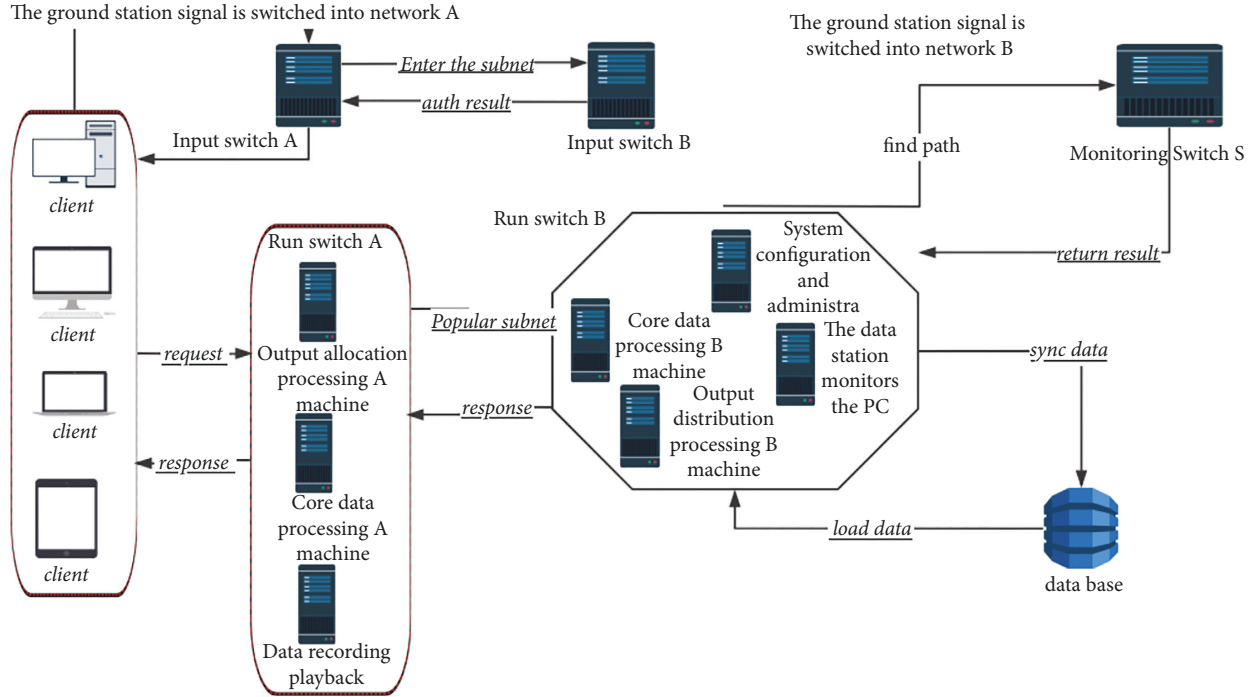 The ground station signal is switched into network A
The ground station signal is
switched into network B
Enter the subnet
auth result
Input switch A
Input switch B
find path
Monitoring Switch S
client
client
client
client
request
response
Run switch A
Output allocation
processing A
machine
Core data
processing A
machine
Data recording
playback
Popular subnet
response
Run switch B
System
configuration
and
administra
Core data
processing B
machine
The data
station
monitors
the PC
Output
distribution
processing B
machine
return result
sync data
load data
data base